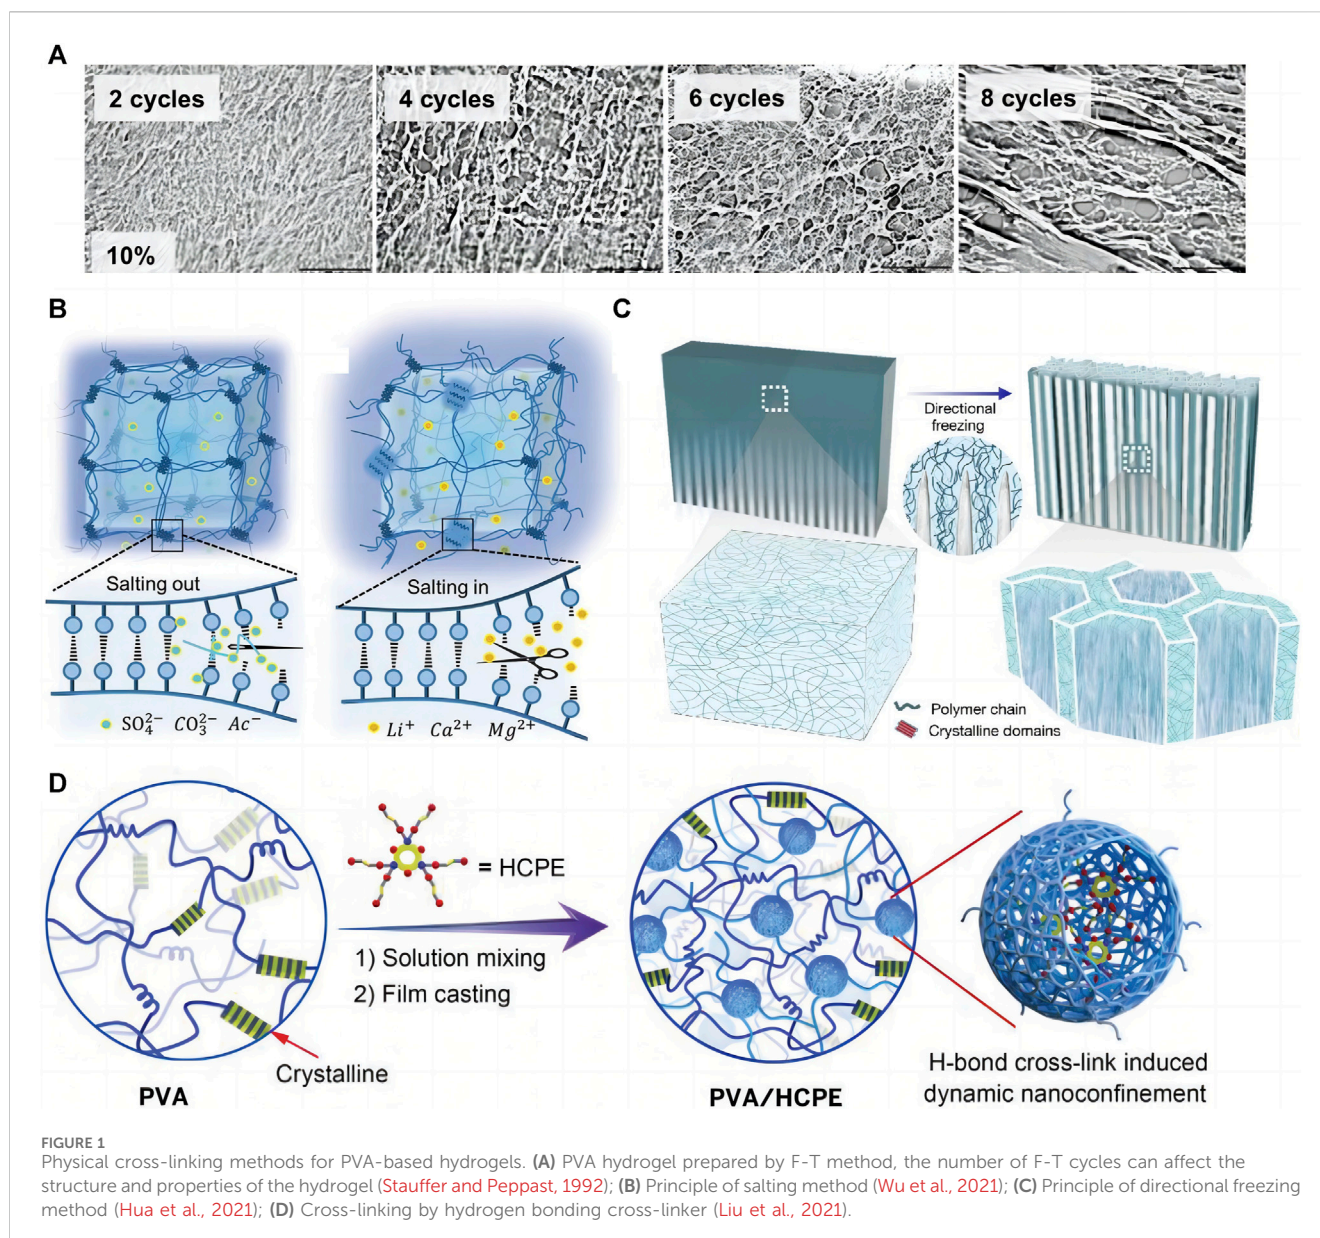 A
2 cycles
4 cycles
6 cycles
8 cycles
10%
B
C
Directional
freezing
Salting out
Salting in
SO₄²⁻ CO₃²⁻ Ac⁻
Li⁺ Ca²⁺ Mg²⁺
Polymer chain
Crystalline domains
D
= HCPE
1) Solution mixing
2) Film casting
Crystalline
PVA
PVA/HCPE
H-bond cross-link induced
dynamic nanoconfinement
FIGURE 1
Physical cross-linking methods for PVA-based hydrogels. (A) PVA hydrogel prepared by F-T method, the number of F-T cycles can affect the
structure and properties of the hydrogel (Stauffer and Peppast, 1992); (B) Principle of salting method (Wu et al., 2021); (C) Principle of directional freezing
method (Hua et al., 2021); (D) Cross-linking by hydrogen bonding cross-linker (Liu et al., 2021).